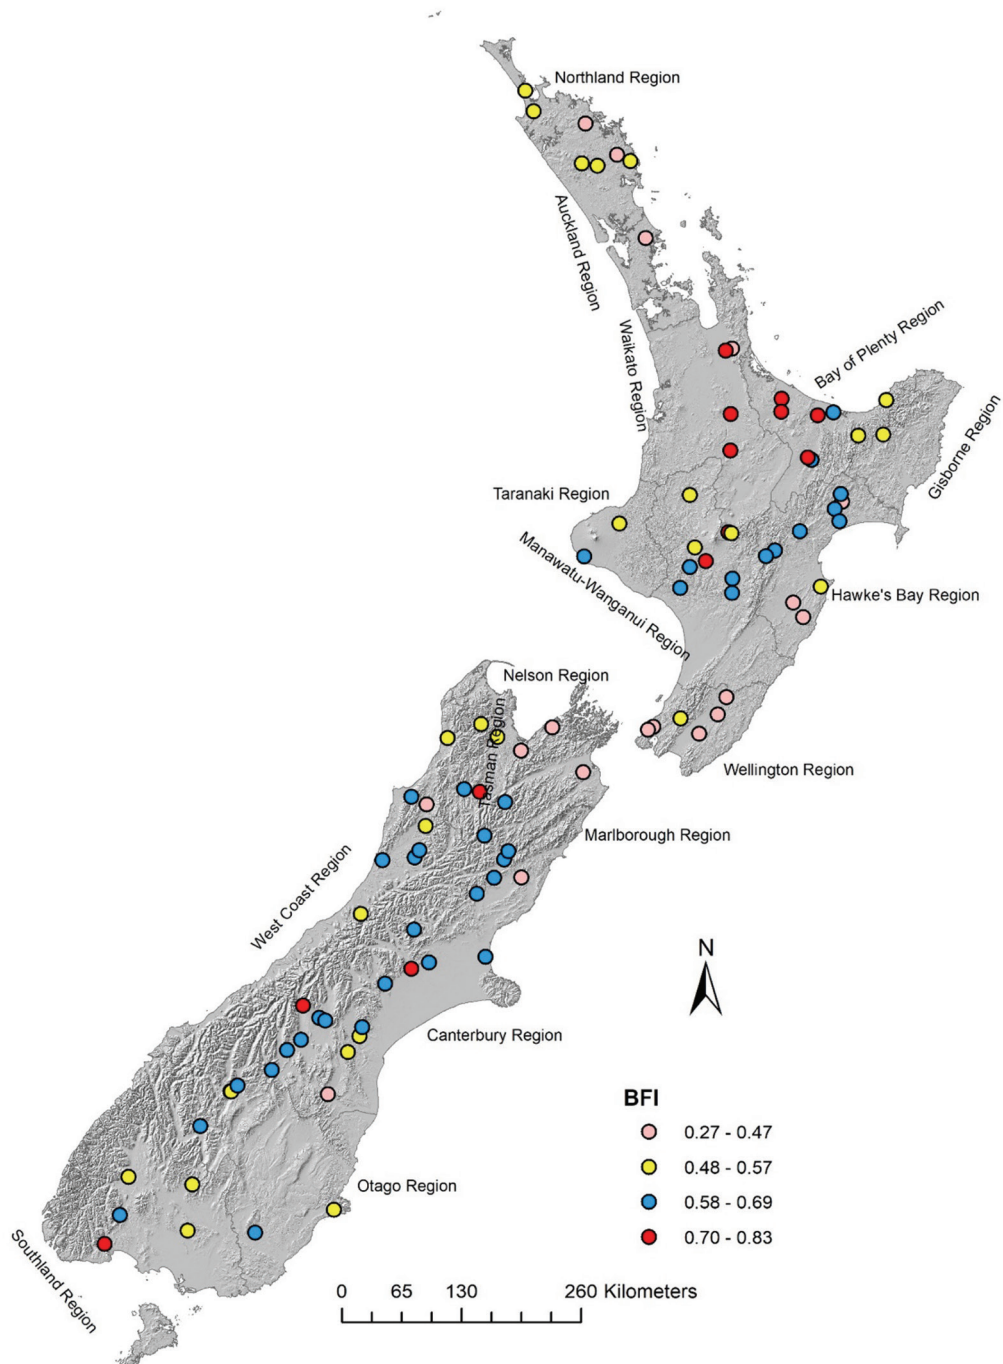 Northland Region
Auckland Region
Waikato Region
Bay of Plenty Region
Gisborne Region
Taranaki Region
Manawatu-Wanganui Region
Hawke's Bay Region
Nelson Region
Tasman Region
Wellington Region
Marlborough Region
West Coast Region
N
Canterbury Region
BFI
0.27 - 0.47
0.48 - 0.57
0.58 - 0.69
0.70 - 0.83
Otago Region
Southland Region
0 65 130 260 Kilometers